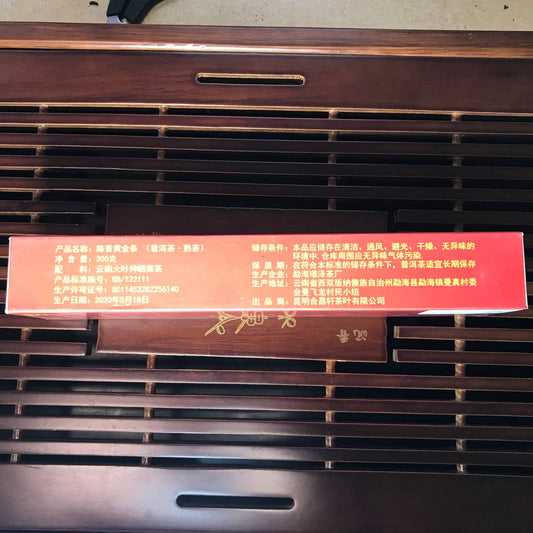 产品名称：陈香黄金条 （普洱茶·熟茶）
净 含 量：300克
配 料：云南大叶种晒青茶
产品标准编号：GB/T22111
生产许可证号：SC11453282256140
生产日期：2020年5月18日
储存条件：本品应储存在清洁、通风、避光、干燥、无异味的
环境中，仓库周围应无异味气体污染
保 质 期：在符合本标准的储存条件下，普洱茶适宜长期保存
生产企业：勐海瑨泽茶厂
生产地址：云南省西双版纳傣族自治州勐海县勐海镇曼真村委
会曼飞龙村民小组
出 品 商：昆明合昌轩茶叶有限公司
沉香